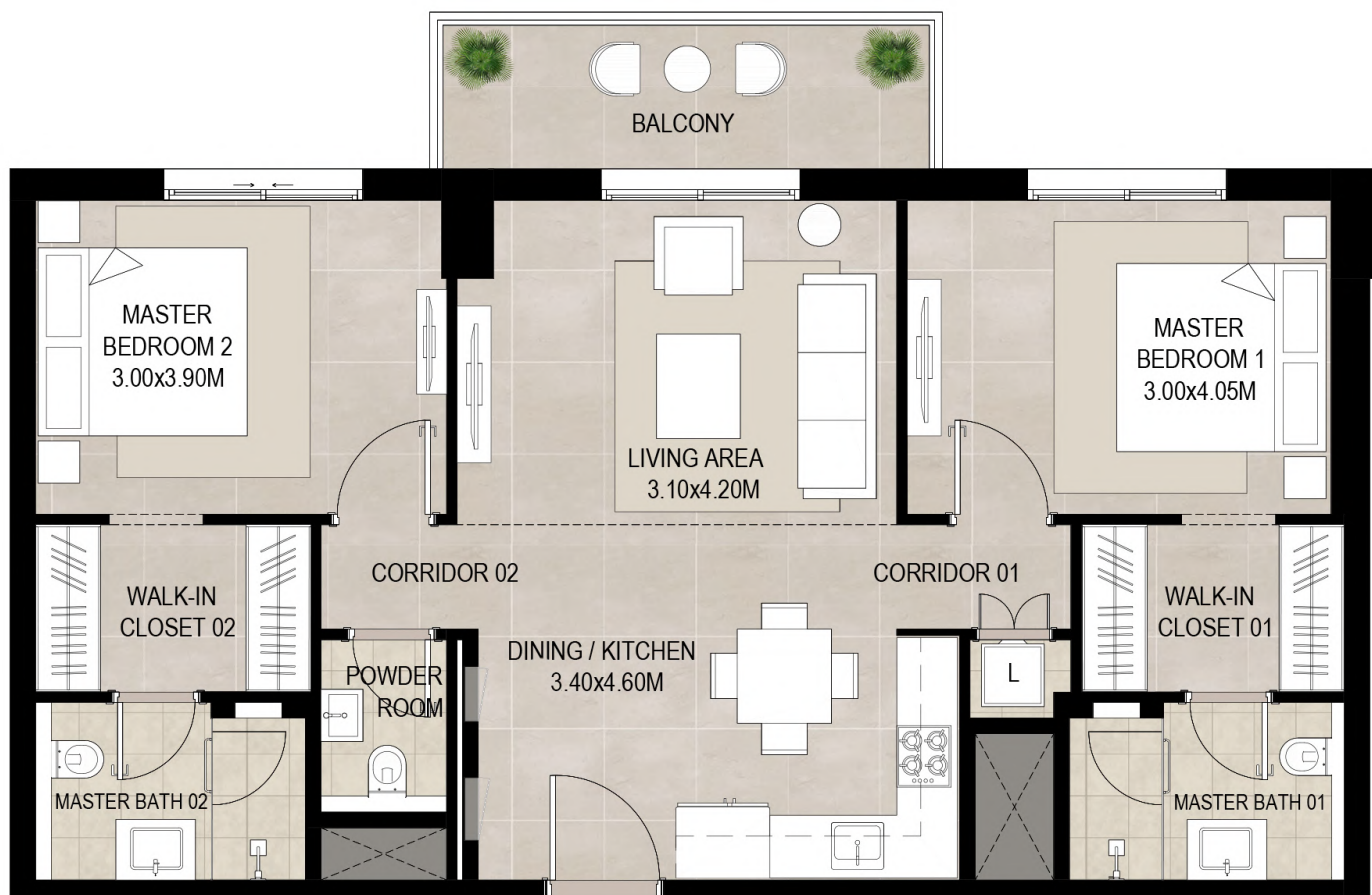 BALCONY
MASTER
BEDROOM 2
3.00x3.90M
MASTER
BEDROOM 1
3.00x4.05M
LIVING AREA
3.10x4.20M
CORRIDOR 02
CORRIDOR 01
WALK-IN
CLOSET 02
WALK-IN
CLOSET 01
DINING / KITCHEN
3.40x4.60M
POWDER
ROOM
L
MASTER BATH 02
MASTER BATH 01